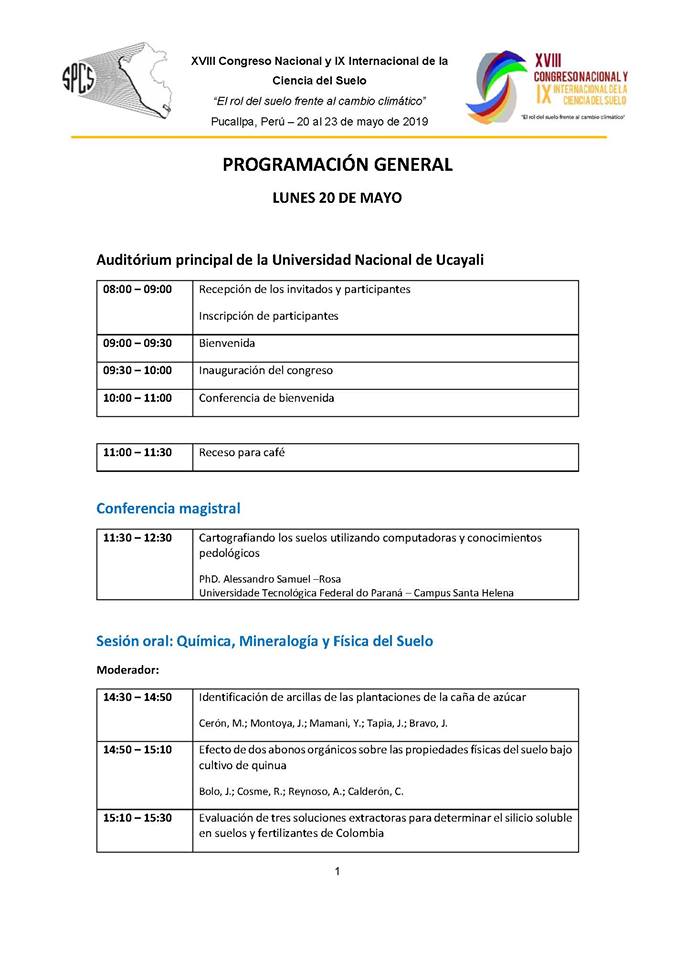 SPCS
XVIII Congreso Nacional y IX Internacional de la
Ciencia del Suelo
“El rol del suelo frente al cambio climático”
Pucallpa, Perú – 20 al 23 de mayo de 2019
XVIII
CONGRESO NACIONAL Y
IX INTERNACIONAL DE LA
CIENCIA DEL SUELO
"El rol del suelo frente al cambio climático"
PROGRAMACIÓN GENERAL
LUNES 20 DE MAYO
Auditórium principal de la Universidad Nacional de Ucayali
08:00 – 09:00 Recepción de los invitados y participantes
Inscripción de participantes
09:00 – 09:30 Bienvenida
09:30 – 10:00 Inauguración del congreso
10:00 – 11:00 Conferencia de bienvenida
11:00 – 11:30 Receso para café
Conferencia magistral
11:30 – 12:30 Cartografiando los suelos utilizando computadoras y conocimientos
pedológicos
PhD. Alessandro Samuel –Rosa
Universidade Tecnológica Federal do Paraná – Campus Santa Helena
Sesión oral: Química, Mineralogía y Física del Suelo
Moderador:
14:30 – 14:50 Identificación de arcillas de las plantaciones de la caña de azúcar
Cerón, M.; Montoya, J.; Mamani, Y.; Tapia, J.; Bravo, J.
14:50 – 15:10 Efecto de dos abonos orgánicos sobre las propiedades físicas del suelo bajo
cultivo de quinua
Bolo, J.; Cosme, R.; Reynoso, A.; Calderón, C.
15:10 – 15:30 Evaluación de tres soluciones extractoras para determinar el silicio soluble
en suelos y fertilizantes de Colombia
1